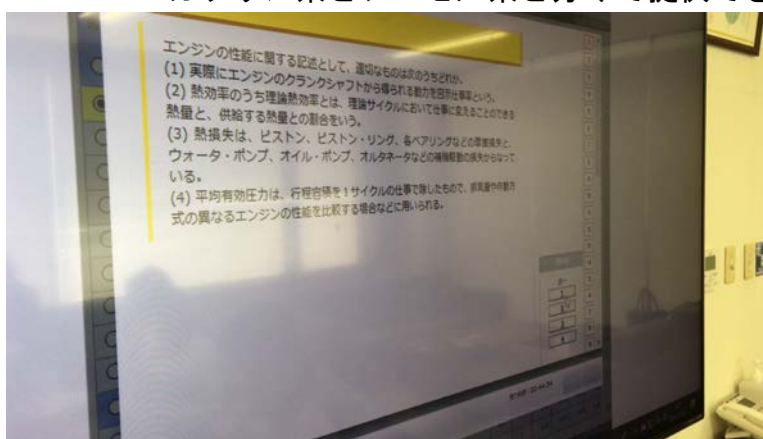 エンジンの性能に関する記述として、適切なものは次のうちどれか。
(1) 実際にエンジンのクランクシャフトから得られる動力を図示仕事率という。
(2) 熱効率のうち理論熱効率とは、理論サイクルにおいて仕事に変えることのできる
熱量と、供給する熱量との割合をいう。
(3) 熱損失は、ピストン、ピストン・リング、各ベアリングなどの摩擦損失と、
ウォータ・ポンプ、オイル・ポンプ、オルタネータなどの補機駆動の損失からなって
いる。
(4) 平均有効圧力は、行程容積を1サイクルの仕事で除したもので、排気量や作動方
式の異なるエンジンの性能を比較する場合などに用いられる。